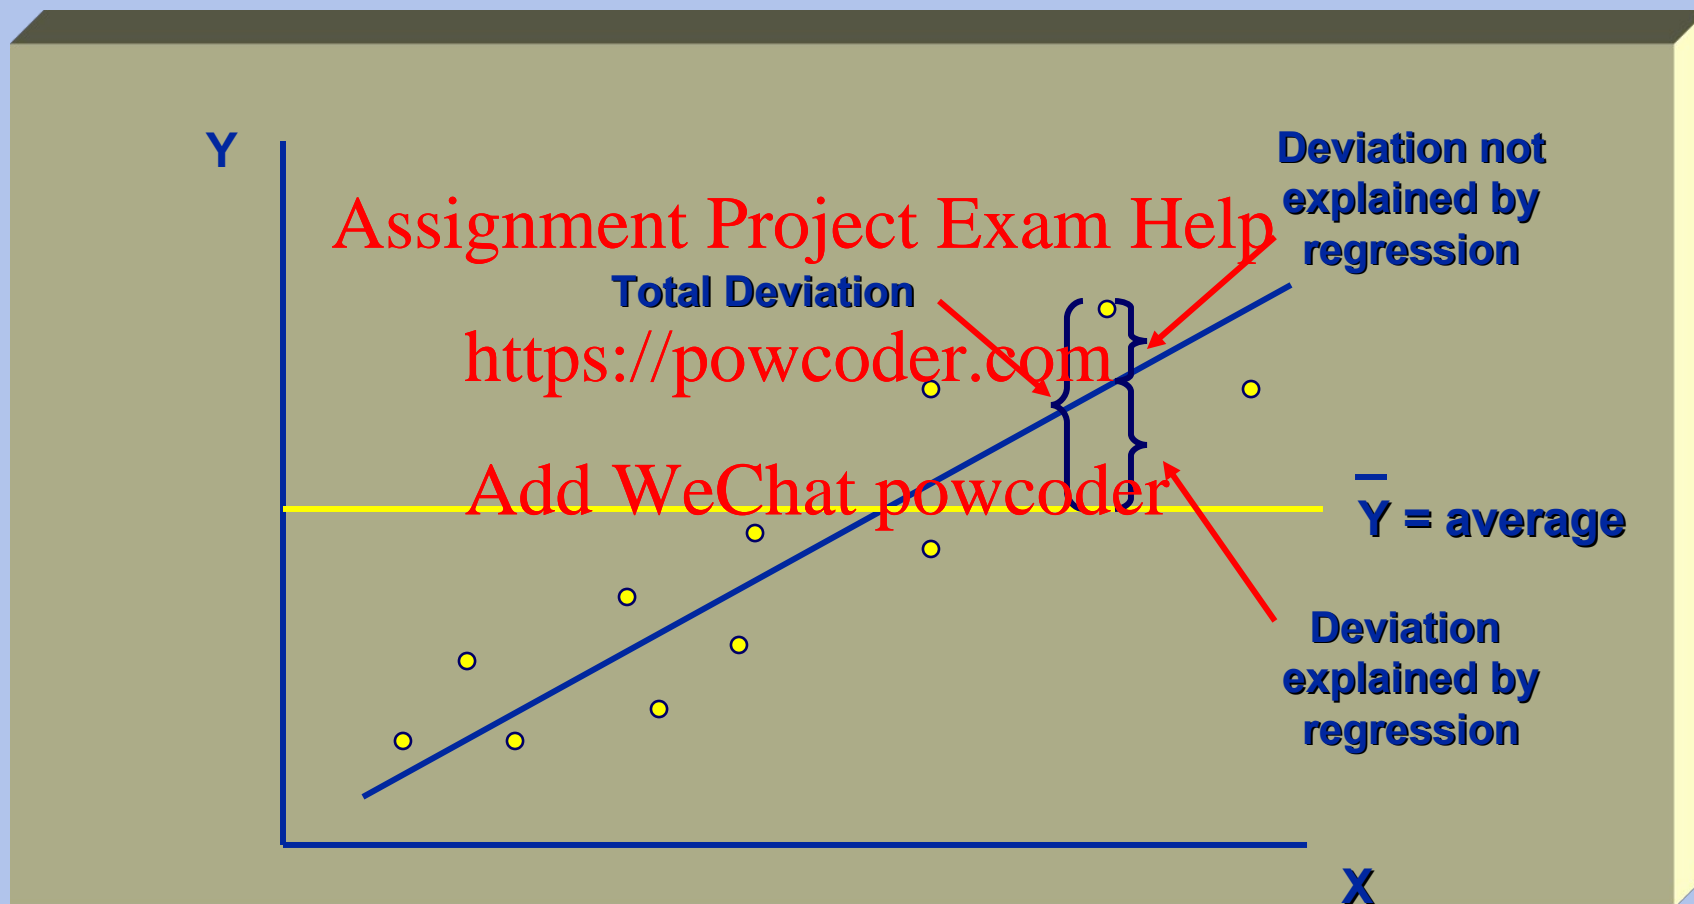 Y
Deviation not
explained by
regression
Assignment Project Exam Help
Total Deviation
https://powcoder.com
Add WeChat powcoder
Y = average
Deviation
explained by
regression
X